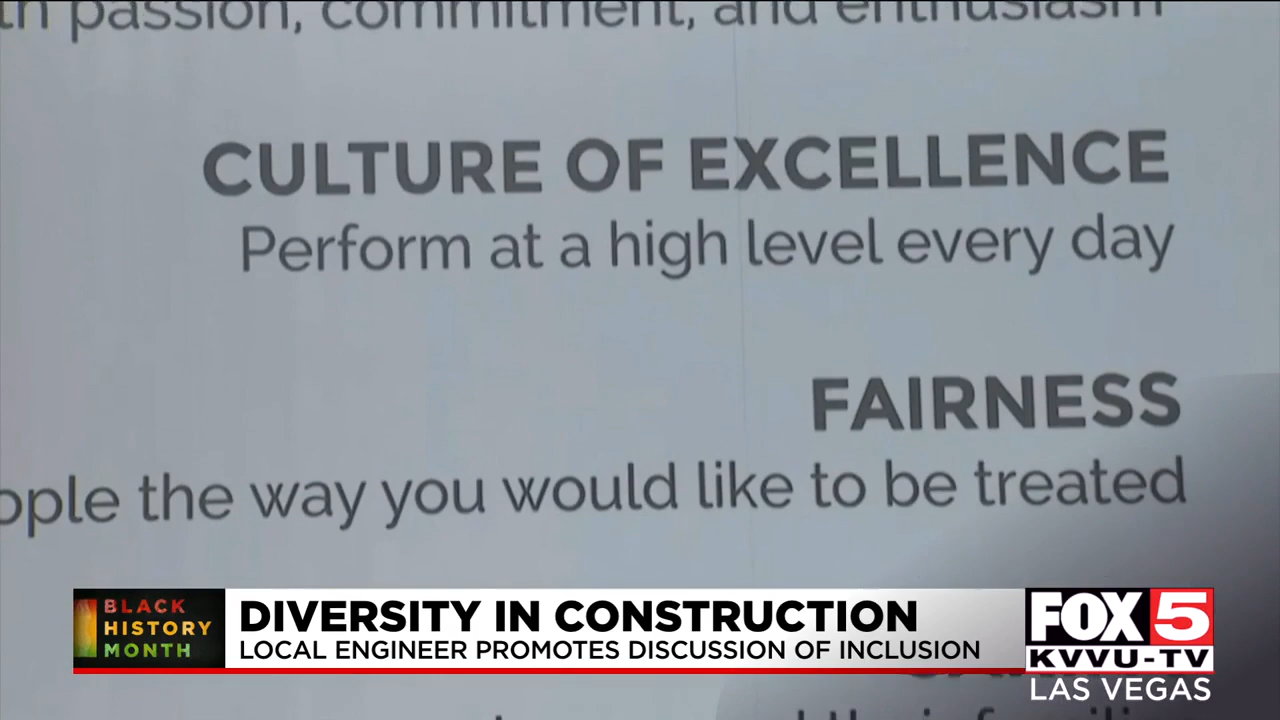 passion, commitment, and enthusiasm
CULTURE OF EXCELLENCE
Perform at a high level every day
FAIRNESS
the way you would like to be treated
BLACK
HISTORY
MONTH
DIVERSITY IN CONSTRUCTION
LOCAL ENGINEER PROMOTES DISCUSSION OF INCLUSION
FOX 5
KVVU-TV
LAS VEGAS